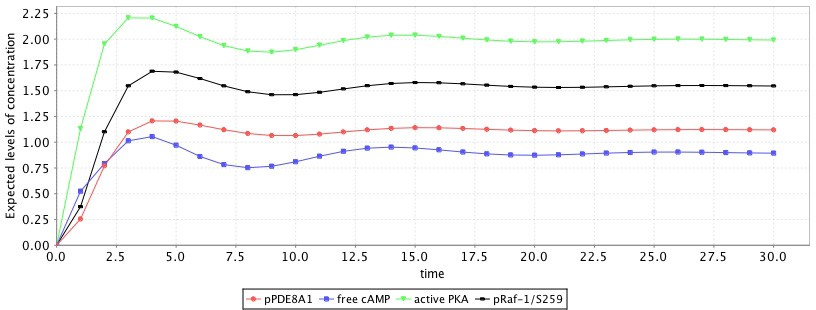 Expected levels of concentration
2.25
2.00
1.75
1.50
1.25
1.00
0.75
0.50
0.25
0.00
0.0 2.5 5.0 7.5 10.0 12.5 15.0 17.5 20.0 22.5 25.0 27.5 30.0
time
pPDE8A1 free cAMP active PKA pRaf-1/S259